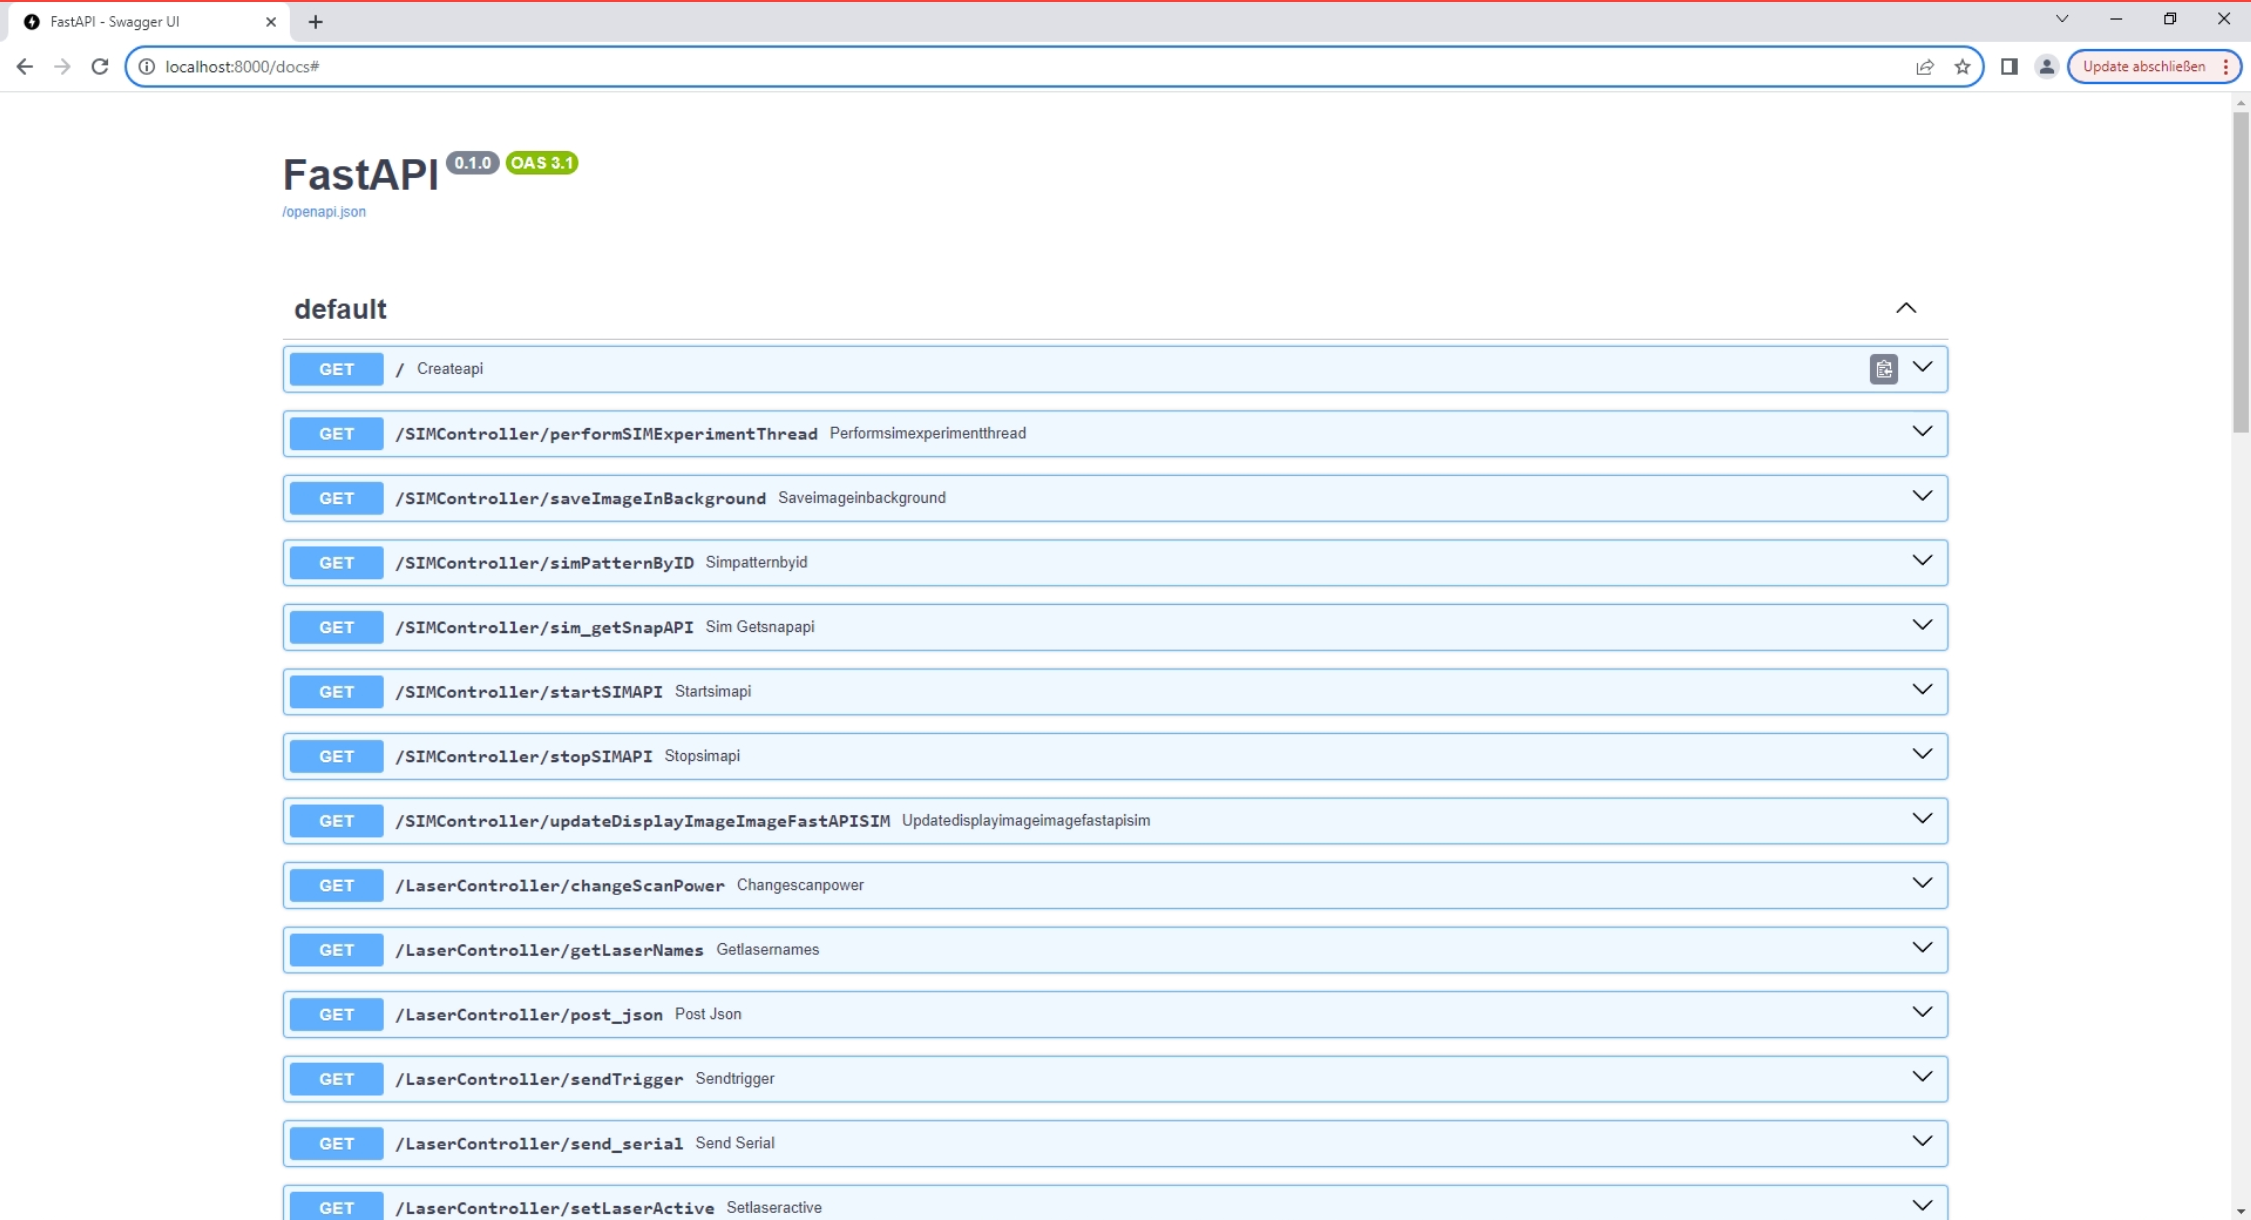 FastAPI - Swagger UI
localhost:8000/docs#
Update abschließen
FastAPI 0.1.0 OAS 3.1
/openapi.json
default
GET / Createapi
GET /SIMController/performSIMExperimentThread Performsimexperimentthread
GET /SIMController/saveImageInBackground Saveimageinbackground
GET /SIMController/simPatternByID Simpatternbyid
GET /SIMController/sim_getSnapAPI Sim Getsnapapi
GET /SIMController/startSIMAPI Startsimapi
GET /SIMController/stopSIMAPI Stopsimapi
GET /SIMController/updateDisplayImageImageFastAPISIM Updatedisplayimageimagefastapisim
GET /LaserController/changeScanPower Changescanpower
GET /LaserController/getLaserNames Getlasernames
GET /LaserController/post_json Post Json
GET /LaserController/sendTrigger Sendtrigger
GET /LaserController/send_serial Send Serial
GET /LaserController/setLaserActive Setlaseractive